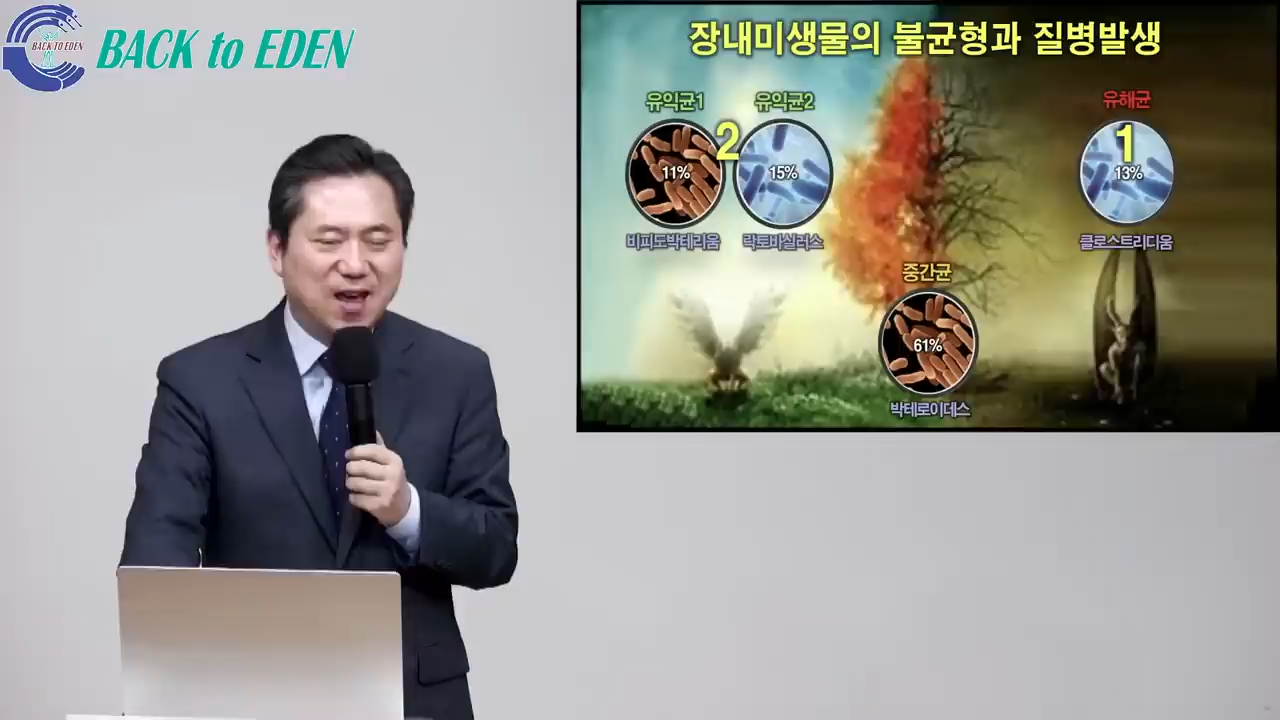 BACK TO EDEN
BACK to EDEN
장내미생물의 불균형과 질병발생
유익균1
유익균2
유해균
2
1
11%
15%
13%
비피도박테리움
락토바실러스
클로스트리디움
중간균
61%
박테로이데스